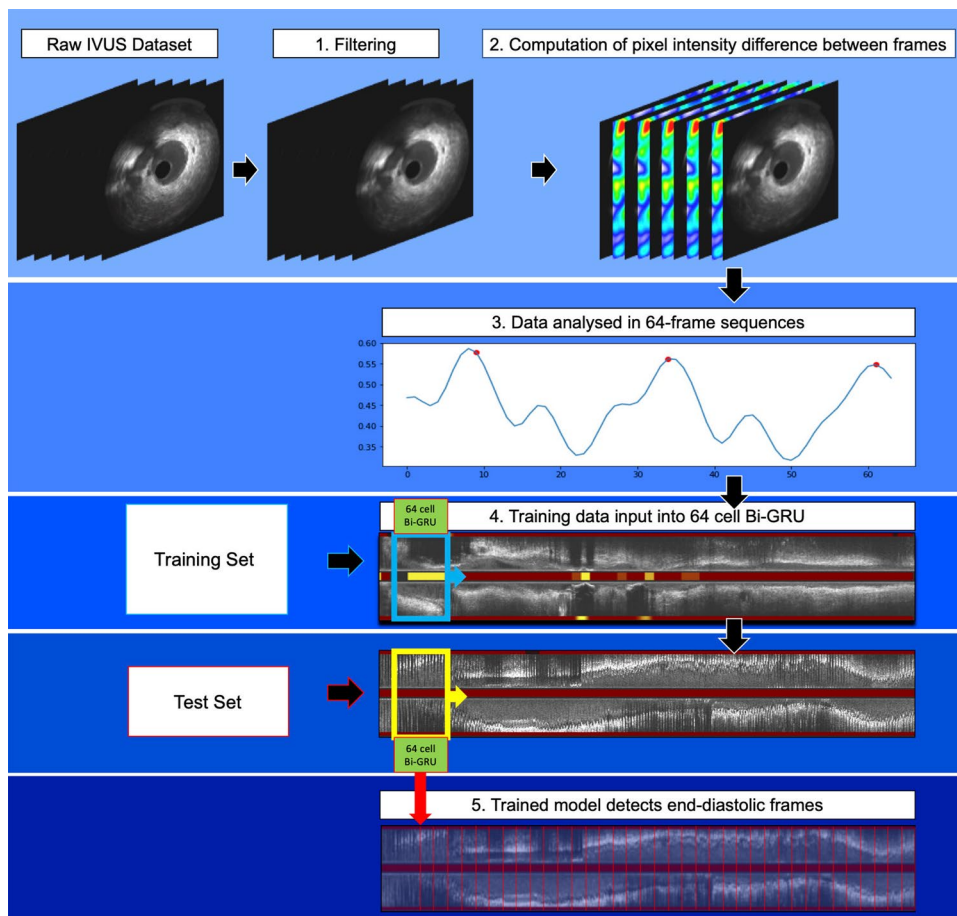 Raw IVUS Dataset
1. Filtering
2. Computation of pixel intensity difference between frames
3. Data analysed in 64-frame sequences
0.60
0.55
0.50
0.45
0.40
0.35
0
10
20
30
40
50
60
64 cell
Bi-GRU
4. Training data input into 64 cell Bi-GRU
Training Set
Test Set
64 cell
Bi-GRU
5. Trained model detects end-diastolic frames